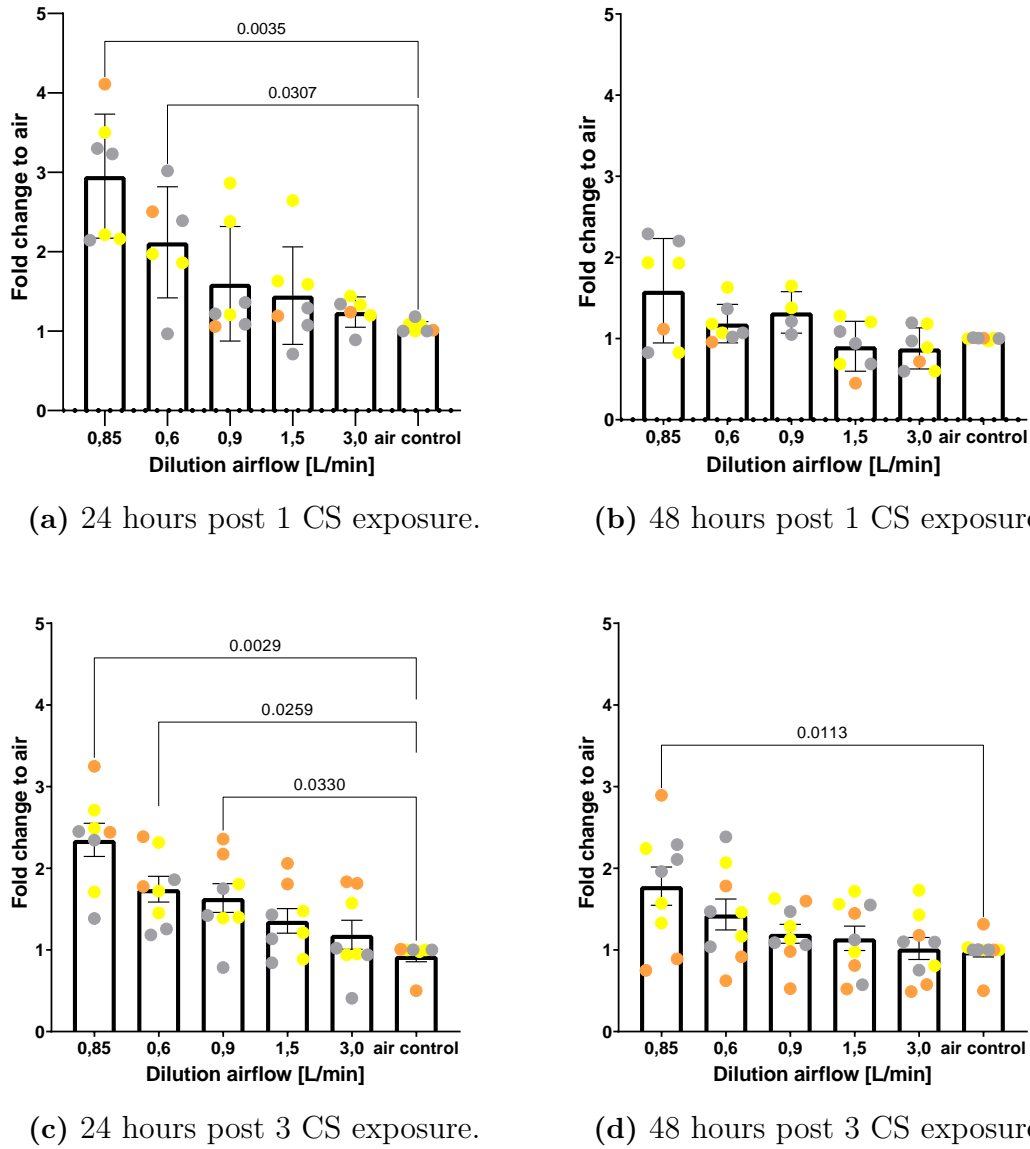 5
4
3
2
1
0
Fold change to air
0.0035
0.0307
0,85 0,6 0,9 1,5 3,0 air control
Dilution airflow [L/min]
(a) 24 hours post 1 CS exposure.
5
4
3
2
1
0
Fold change to air
0,85 0,6 0,9 1,5 3,0 air control
Dilution airflow [L/min]
(b) 48 hours post 1 CS exposure
5
4
3
2
1
0
Fold change to air
0.0029
0.0259
0.0330
0,85 0,6 0,9 1,5 3,0 air control
Dilution airflow [L/min]
(c) 24 hours post 3 CS exposure.
5
4
3
2
1
0
Fold change to air
0.0113
0,85 0,6 0,9 1,5 3,0 air control
Dilution airflow [L/min]
(d) 48 hours post 3 CS exposure